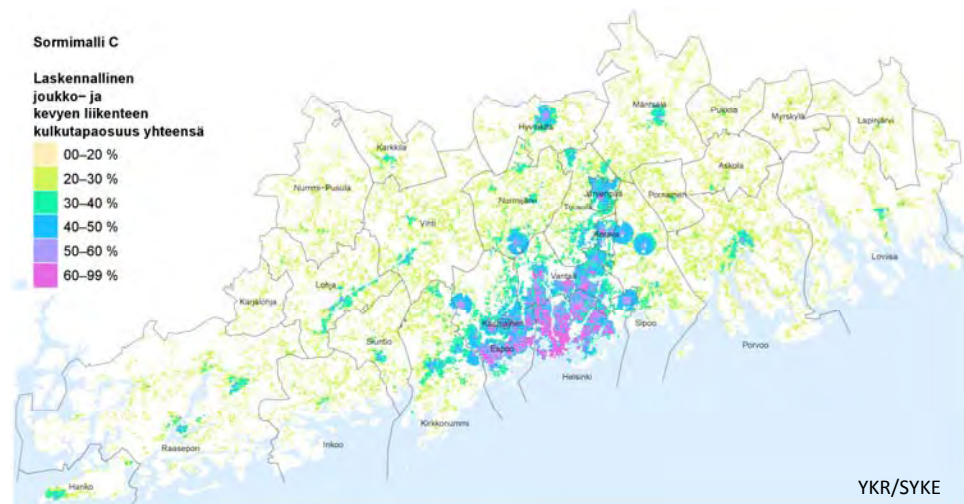 Sormimalli C
Laskennallinen
joukko− ja
kevyen liikenteen
kulkutapaosuus yhteensä
00–20 %
20–30 %
30–40 %
40–50 %
50–60 %
60–99 %
Mäntsälä
Pukkila
Myrskylä
Lapinjärvi
Hyvinkää
Karkkila
Askola
Nummi−Pusula
Järvenpää
Nurmijärvi
Tuusula
Pornainen
Vihti
Kerava
Loviisa
Vantaa
Lohja
Karjalohja
Kauniainen
Sipoo
Siuntio
Espoo
Porvoo
Helsinki
Kirkkonummi
Inkoo
Raasepori
Hanko
YKR/SYKE